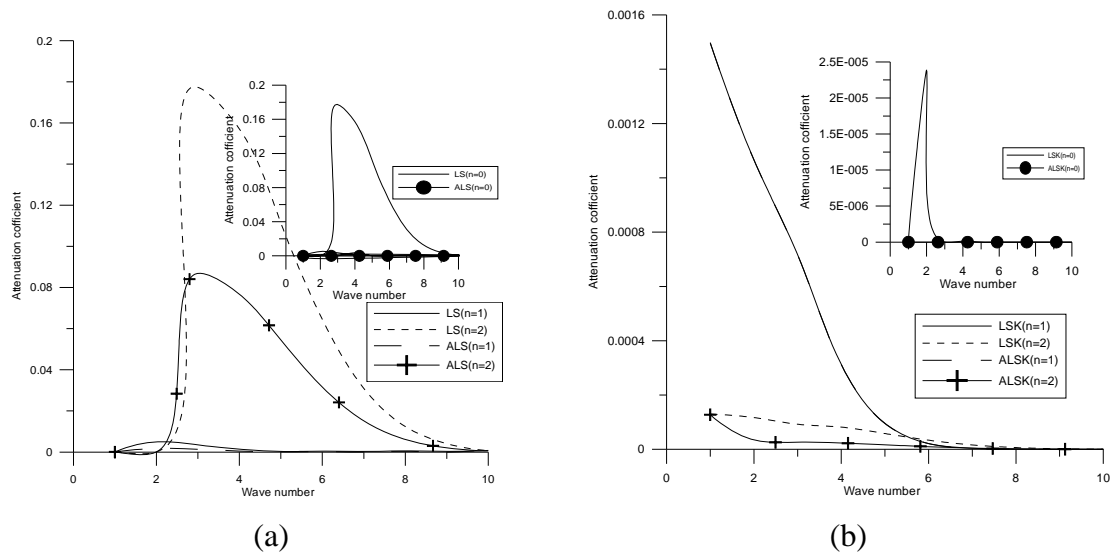 0.2
0.16
0.12
0.08
0.04
0
0 2 4 6 8 10
Wave number
Attenuation cofficient
0.2
0.16
0.12
0.08
0.04
0
0 2 4 6 8 10
Wave number
Attenuation cofficient
LS(n=0)
ALS(n=0)
LS(n=1)
LS(n=2)
ALS(n=1)
ALS(n=2)
(a)
0.0016
0.0012
0.0008
0.0004
0
0 2 4 6 8 10
Wave number
Attenuation cofficient
2.5E-005
2E-005
1.5E-005
1E-005
5E-006
0
0 2 4 6 8 10
Wave number
Attenuation cofficient
LSK(n=0)
ALSK(n=0)
LSK(n=1)
LSK(n=2)
ALSK(n=1)
ALSK(n=2)
(b)